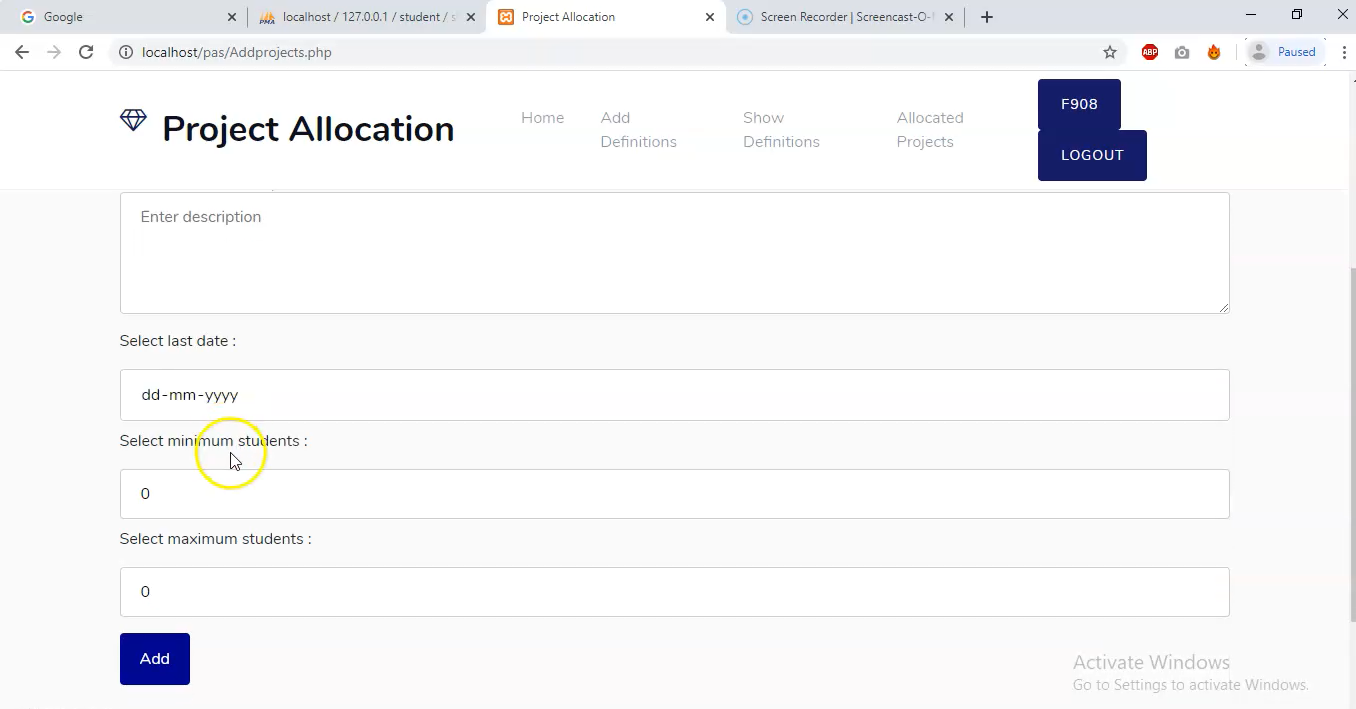 Google
localhost / 127.0.0.1 / student / s
Project Allocation
Screen Recorder | Screencast-O-
localhost/pas/Addprojects.php
ABP
Paused
Project Allocation
Home
Add Definitions
Show Definitions
Allocated Projects
F908
LOGOUT
Enter description
Select last date :
dd-mm-yyyy
Select minimum students :
0
Select maximum students :
0
Add
Activate Windows
Go to Settings to activate Windows.